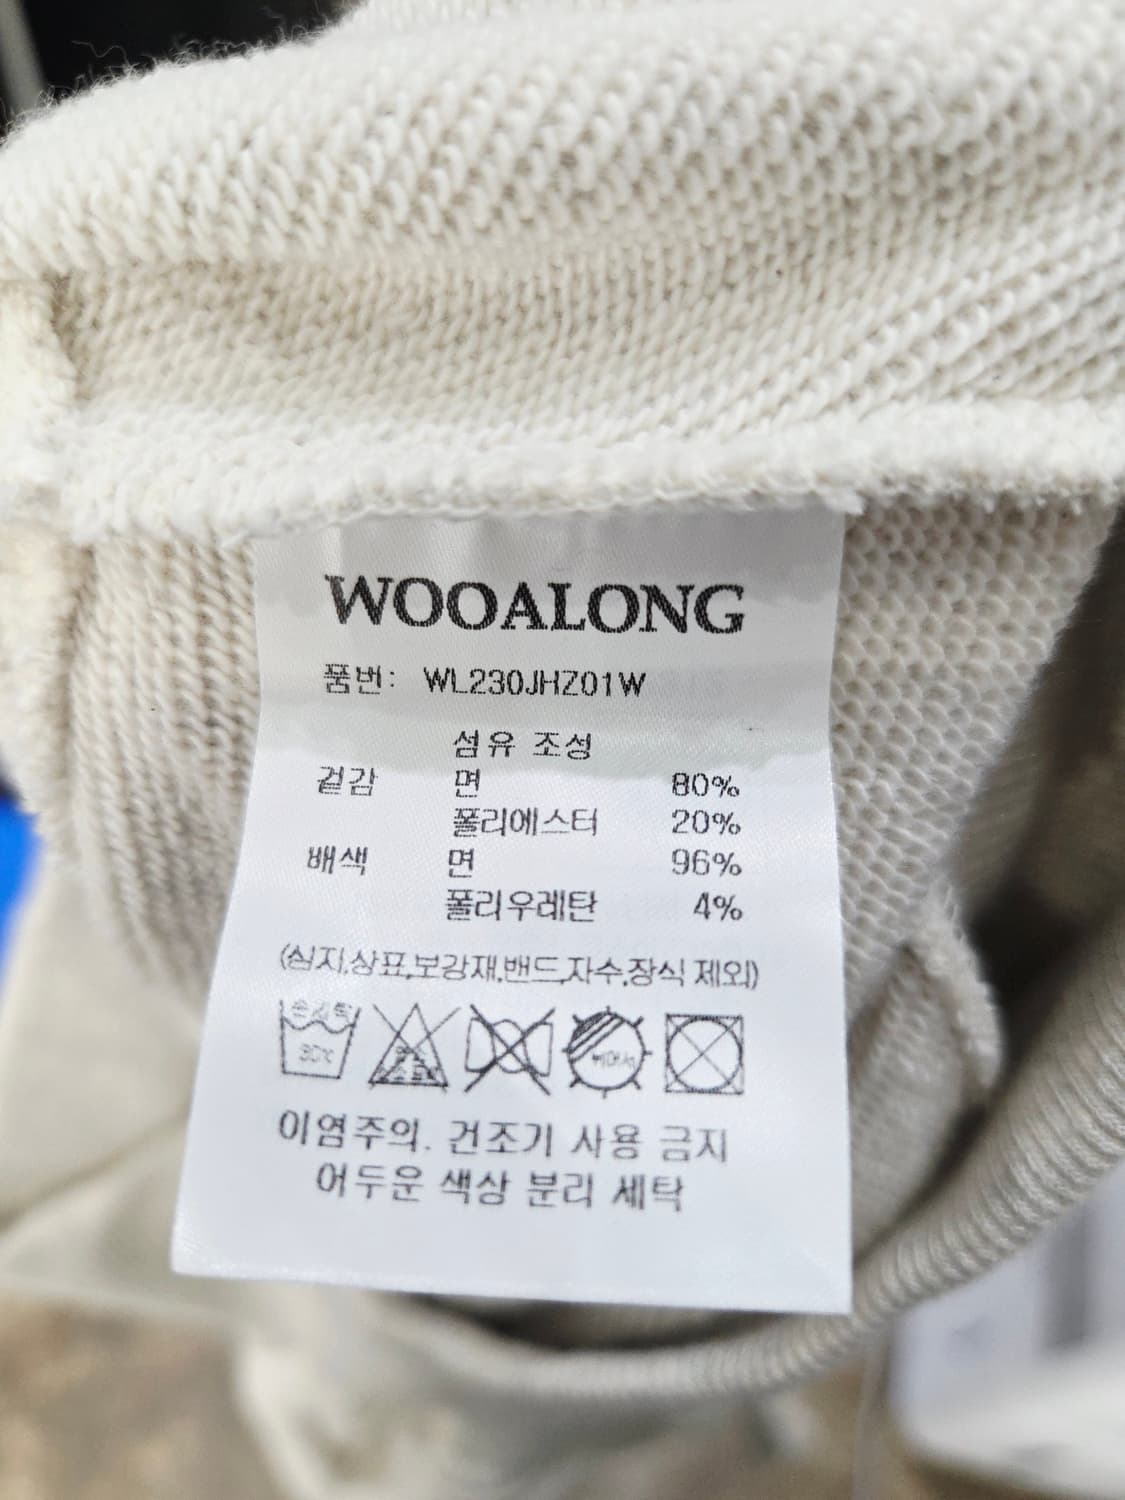 WOOALONG
품번: WL230JHZ01W
섬유 조성
겉감 면 80%
폴리에스터 20%
배색 면 96%
폴리우레탄 4%
(심지,상표,보강재,밴드,자수,장식 제외)
손세탁
30℃
뉘어서
이염주의. 건조기 사용 금지
어두운 색상 분리 세탁